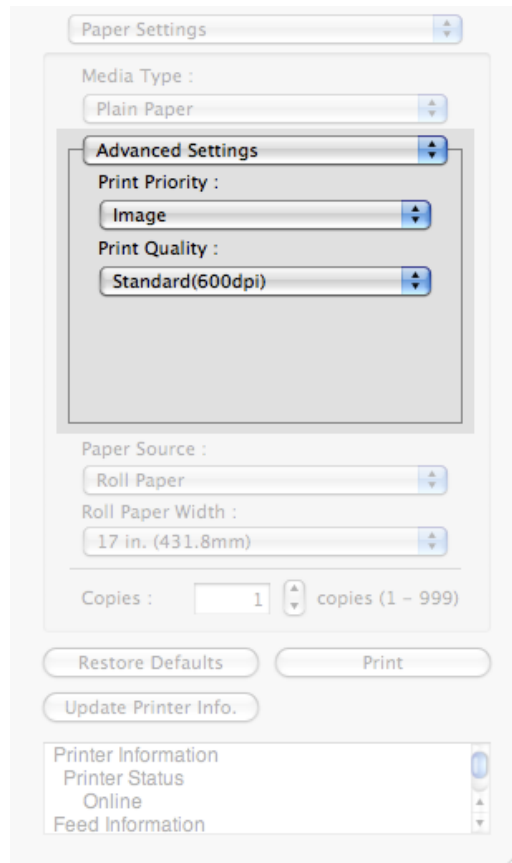 Paper Settings
Media Type :
Plain Paper
Advanced Settings
Print Priority :
Image
Print Quality :
Standard(600dpi)
Paper Source :
Roll Paper
Roll Paper Width :
17 in. (431.8mm)
Copies : 1 copies (1 – 999)
Restore Defaults Print
Update Printer Info.
Printer Information
Printer Status
Online
Feed Information